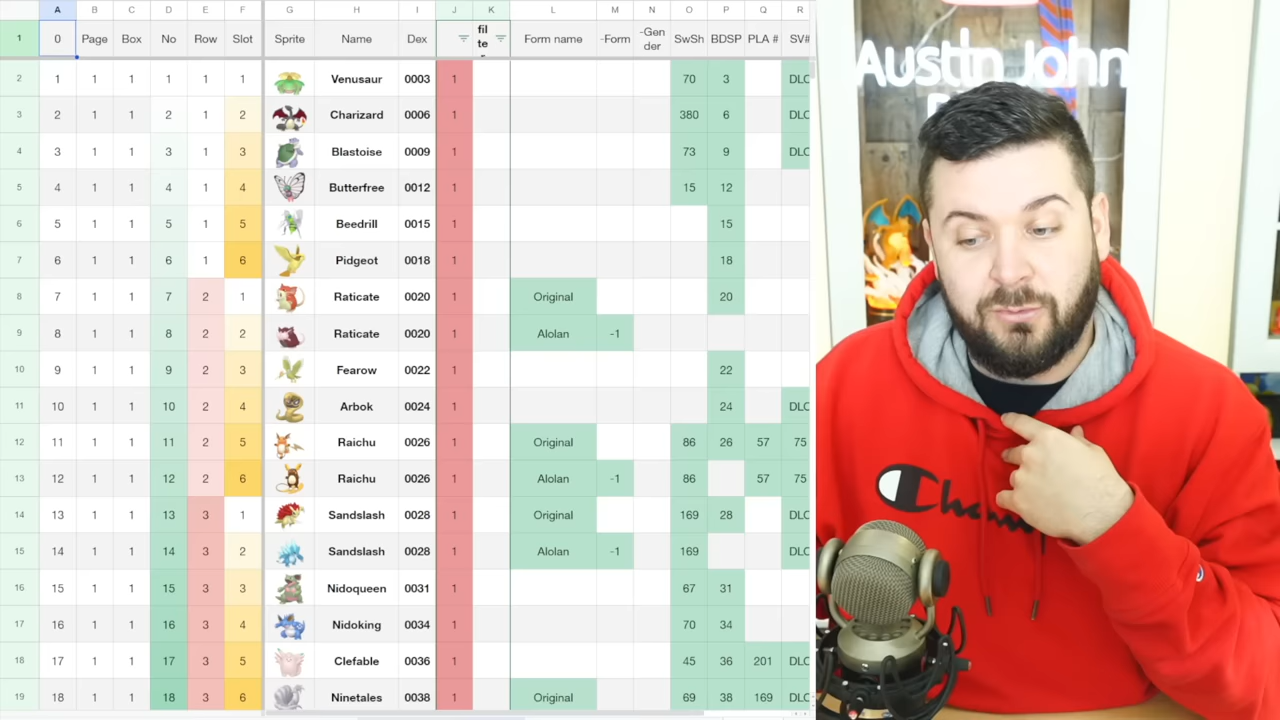 A B C D E F G H I J K L M N O P Q R
1 0 Page Box No Row Slot Sprite Name Dex fil te Form name -Form -Gen der SwSh BDSP PLA # SV#
2 1 1 1 1 1 1 Venusaur 0003 1 70 3 DLC
3 2 1 1 2 1 2 Charizard 0006 1 380 6 DLC
4 3 1 1 3 1 3 Blastoise 0009 1 73 9 DLC
5 4 1 1 4 1 4 Butterfree 0012 1 15 12
6 5 1 1 5 1 5 Beedrill 0015 1 15
7 6 1 1 6 1 6 Pidgeot 0018 1 18
8 7 1 1 7 2 1 Raticate 0020 1 Original 20
9 8 1 1 8 2 2 Raticate 0020 1 Alolan -1
10 9 1 1 9 2 3 Fearow 0022 1 22
11 10 1 1 10 2 4 Arbok 0024 1 24 DLC
12 11 1 1 11 2 5 Raichu 0026 1 Original 86 26 57 75
13 12 1 1 12 2 6 Raichu 0026 1 Alolan -1 86 57 75
14 13 1 1 13 3 1 Sandslash 0028 1 Original 169 28 DLC
15 14 1 1 14 3 2 Sandslash 0028 1 Alolan -1 169 DLC
16 15 1 1 15 3 3 Nidoqueen 0031 1 67 31
17 16 1 1 16 3 4 Nidoking 0034 1 70 34
18 17 1 1 17 3 5 Clefable 0036 1 45 36 201 DLC
19 18 1 1 18 3 6 Ninetales 0038 1 Original 69 38 169 DLC
Austin John
Cham